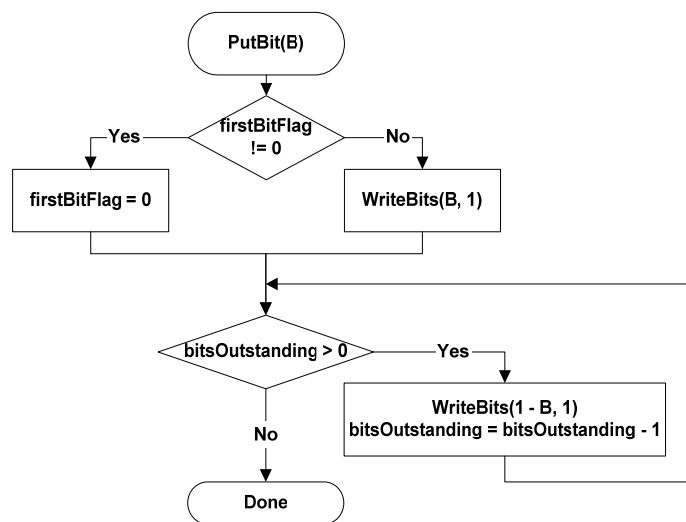 PutBit(B)
firstBitFlag
!= 0
Yes
No
firstBitFlag = 0
WriteBits(B, 1)
bitsOutstanding > 0
Yes
WriteBits(1 - B, 1)
bitsOutstanding = bitsOutstanding - 1
No
Done